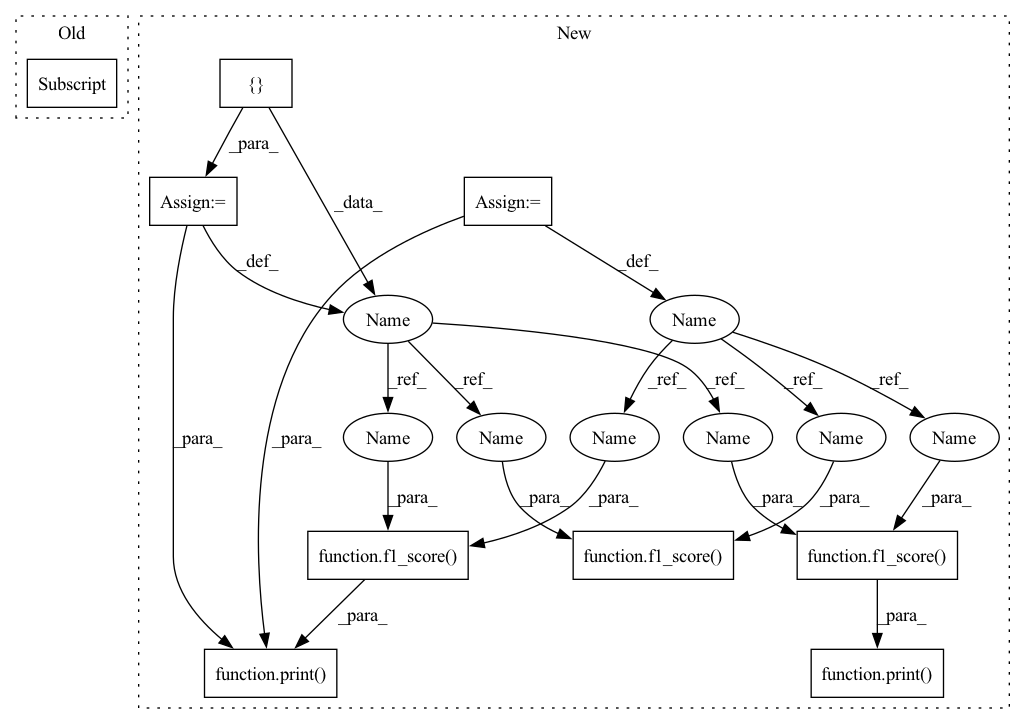 Old
New
Subscript
{}
_para_
Assign:=
Assign:=
_data_
_def_
_def_
Name
Name
_ref_
_ref_
_ref_
_ref_
_ref_
_ref_
_para_
_para_
Name
Name
Name
Name
Name
Name
_para_
_para_
_para_
_para_
_para_
_para_
function.f1_score()
function.f1_score()
function.f1_score()
_para_
_para_
function.print()
function.print()